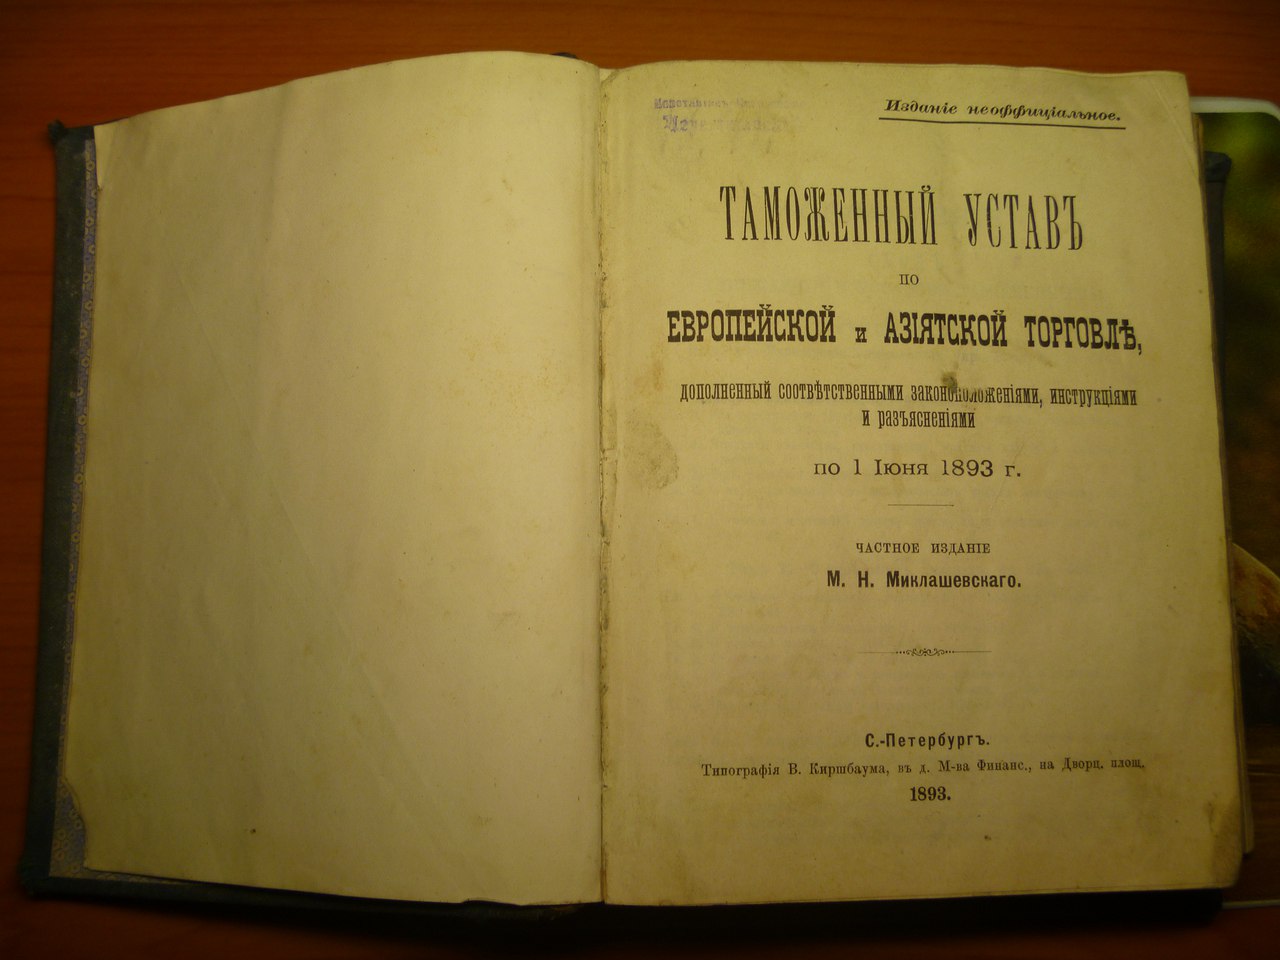 Изданіе неоффиціальное.
ТАМОЖЕННЫЙ УСТАВЪ
ПО
ЕВРОПЕЙСКОЙ и АЗІЯТСКОЙ ТОРГОВЛѢ,
дополненный соотвѣтственными законоположеніями, инструкціями
и разъясненіями
по 1 Іюня 1893 г.
ЧАСТНОЕ ИЗДАНІЕ
М. Н. Миклашевскаго.
С.-Петербургъ.
Типографія В. Киршбаума, въ д. М-ва Финанс., на Дворц. площ.
1893.